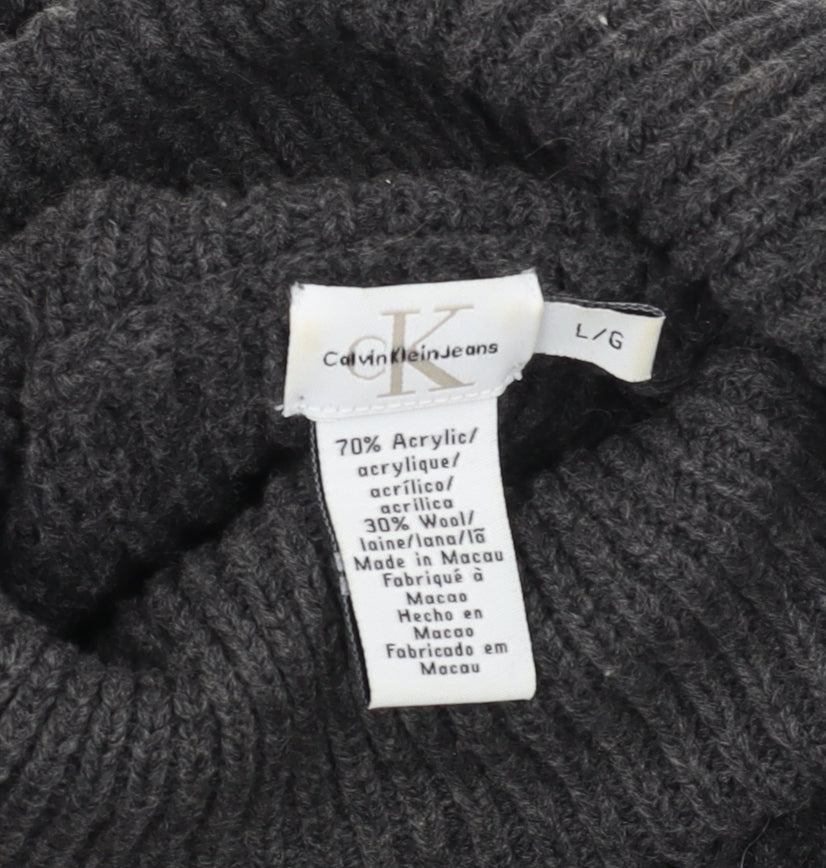 CK
CalvinKleinJeans
L/G
70% Acrylic/
acrylique/
acrílico/
acrilica
30% Wool/
laine/lana/lã
Made in Macau
Fabriqué à
Macao
Hecho en
Macao
Fabricado em
Macau